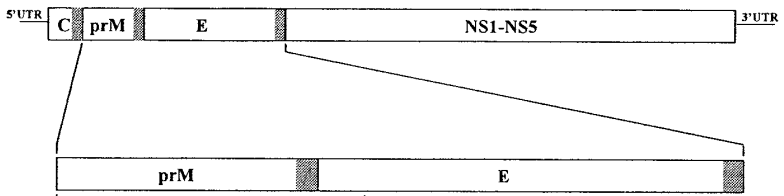 5'UTR C prM E NS1-NS5 3'UTR
prM E